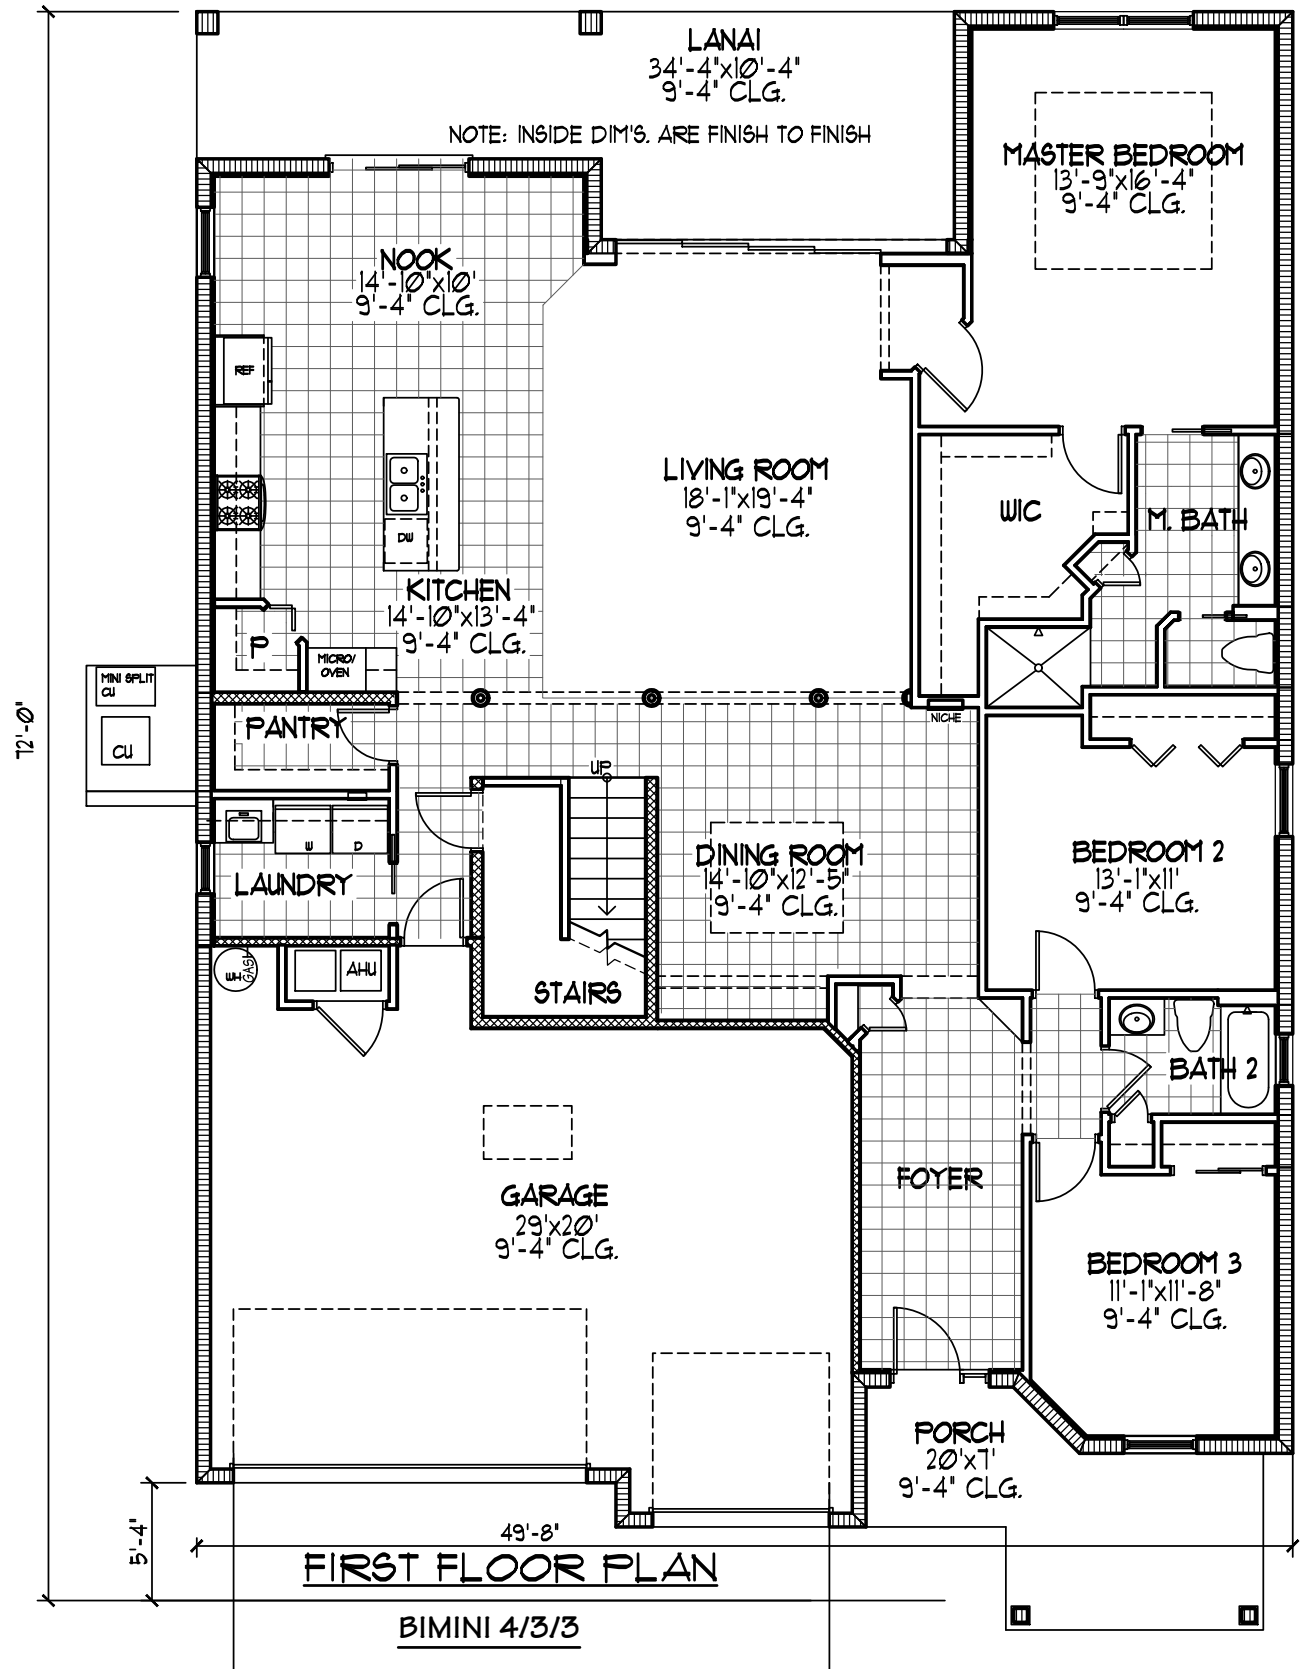 LANAI
34'-4"x10'-4"
9'-4" CLG.
NOTE: INSIDE DIM'S. ARE FINISH TO FINISH
MASTER BEDROOM
13'-9"x16'-4"
9'-4" CLG.
NOOK
14'-10"x10'
9'-4" CLG.
REF
LIVING ROOM
18'-1"x19'-4"
9'-4" CLG.
WIC
M. BATH
DW
KITCHEN
14'-10"x13'-4"
9'-4" CLG.
P
MICRO/
OVEN
MINI SPLIT
CU
CU
72'-0"
PANTRY
NICHE
UP
W
D
LAUNDRY
DINING ROOM
14'-10"x12'-5"
9'-4" CLG.
BEDROOM 2
13'-1"x11'
9'-4" CLG.
WH
GAS
AHU
STAIRS
BATH 2
FOYER
GARAGE
29'x20'
9'-4" CLG.
BEDROOM 3
11'-1"x11'-8"
9'-4" CLG.
PORCH
20'x7'
9'-4" CLG.
5'-4"
49'-8"
FIRST FLOOR PLAN
BIMINI 4/3/3